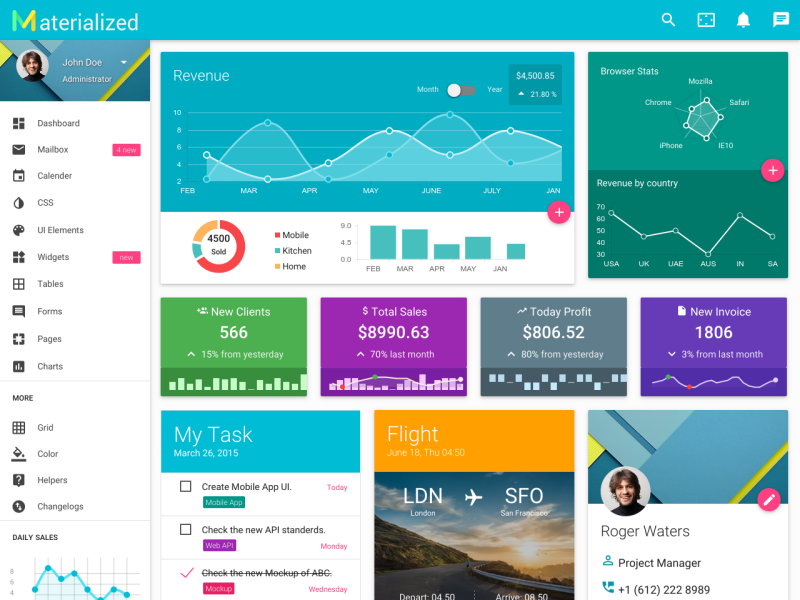 Materialized
John Doe
Administrator
Dashboard
Mailbox
4 new
Calender
CSS
UI Elements
Widgets
new
Tables
Forms
Pages
Charts
MORE
Grid
Color
Helpers
Changelogs
DAILY SALES
8
6
4
Revenue
Month
Year
$4,500.85
21.80 %
10
8
6
4
2
FEB MAR APR MAY JUNE JULY JAN
4500
Sold
Mobile
Kitchen
Home
9.0
4.5
0.0
FEB MAR APR MAY JAN
Browser Stats
Mozilla
Chrome
Safari
iPhone
IE10
Revenue by country
70
60
50
40
30
USA UK UAE AUS IN SA
New Clients
566
15% from yesterday
$ Total Sales
$8990.63
70% last month
Today Profit
$806.52
80% from yesterday
New Invoice
1806
3% from last month
My Task
March 26, 2015
Create Mobile App UI.
Today
Mobile App
Check the new API standerds.
Web API
Monday
Check the new Mockup of ABC.
Mockup
Wednesday
Flight
June 18, Thu 04:50
LDN
London
SFO
San Francisco
Depart: 04.50
Arrive: 08.50
Roger Waters
Project Manager
+1 (612) 222 8989